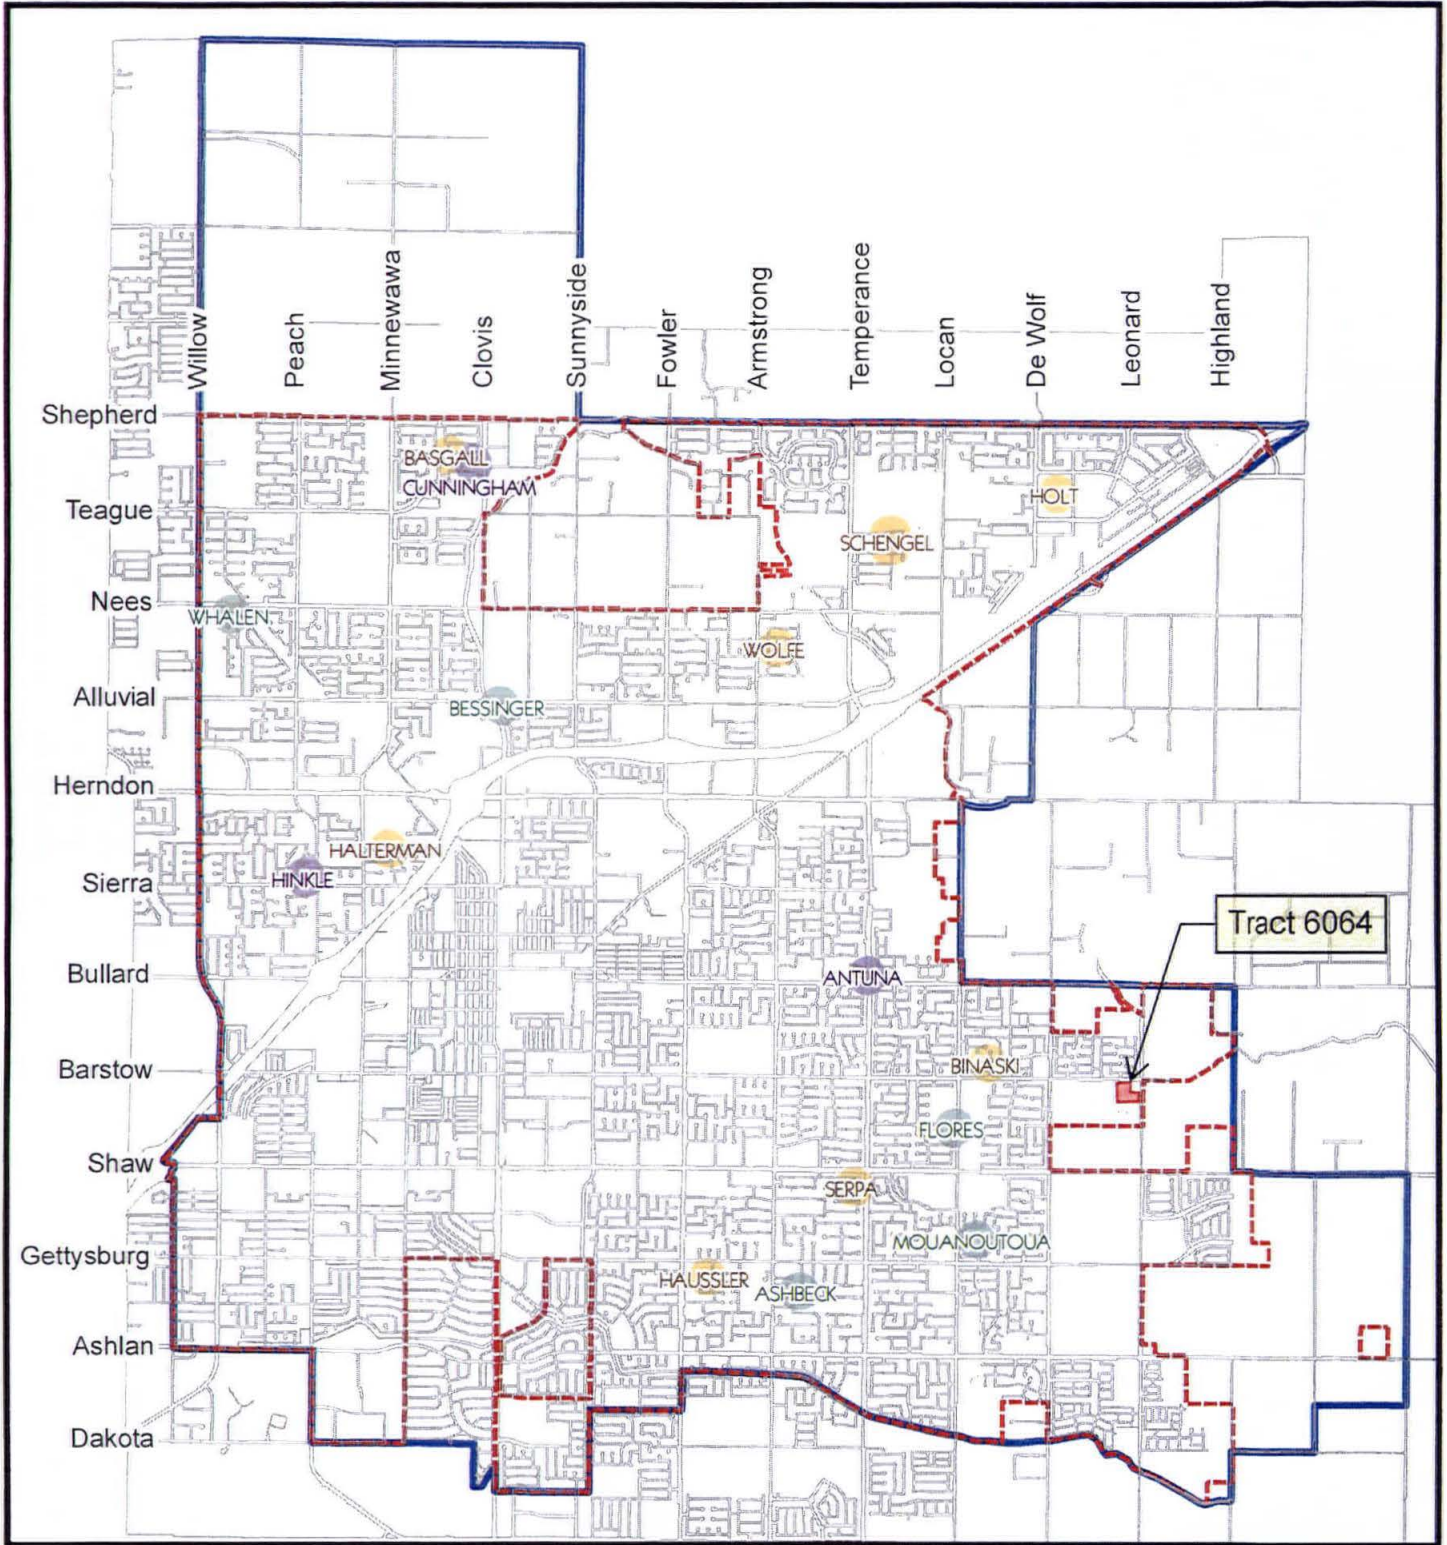 Willow
Peach
Minnewawa
Clovis
Sunnyside
Fowler
Armstrong
Temperance
Locan
De Wolf
Leonard
Highland
Shepherd
BASGALL
CUNNINGHAM
HOLT
Teague
SCHENGEL
Nees
WHALEN
WOLFE
Alluvial
BESSINGER
Herndon
HALTERMAN
Sierra
HINKLE
Tract 6064
Bullard
ANTUNA
Barstow
BINASKI
FLORES
Shaw
SERPA
Gettysburg
MOUANOUTOUA
HAUSSLER
ASHBECK
Ashlan
Dakota